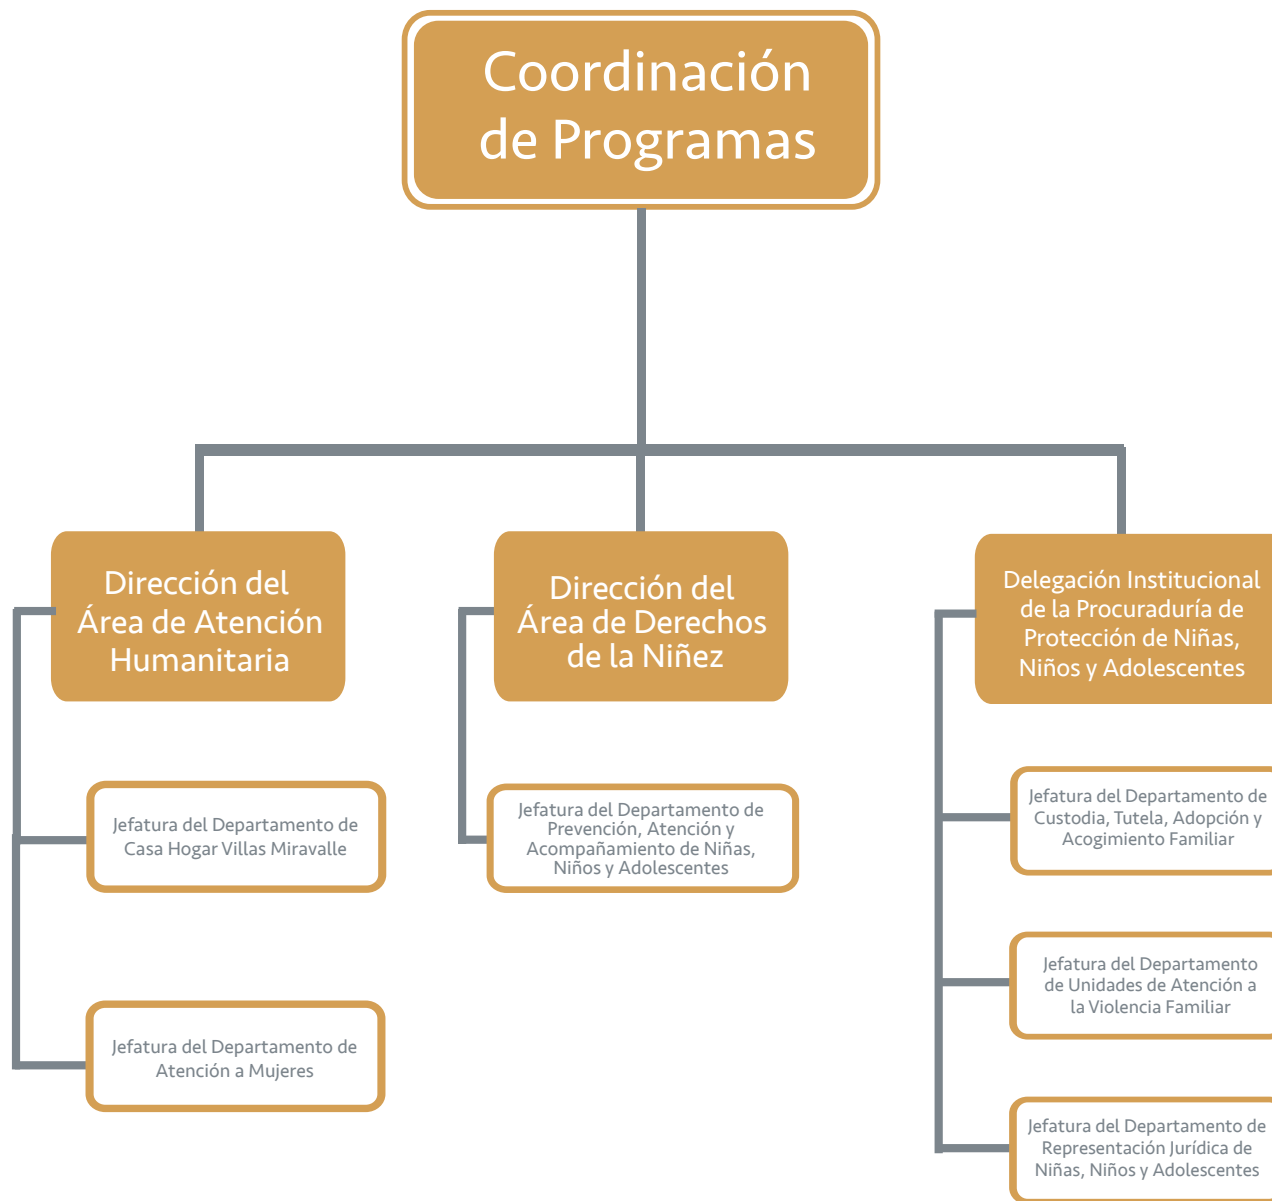 Coordinación
de Programas
Dirección del
Área de Atención
Humanitaria
Jefatura del Departamento de
Casa Hogar Villas Miravalle
Jefatura del Departamento de
Atención a Mujeres
Dirección del
Área de Derechos
de la Niñez
Jefatura del Departamento de
Prevención, Atención y
Acompañamiento de Niñas,
Niños y Adolescentes
Delegación Institucional
de la Procuraduría de
Protección de Niñas,
Niños y Adolescentes
Jefatura del Departamento de
Custodia, Tutela, Adopción y
Acogimiento Familiar
Jefatura del Departamento
de Unidades de Atención a
la Violencia Familiar
Jefatura del Departamento de
Representación Jurídica de
Niñas, Niños y Adolescentes